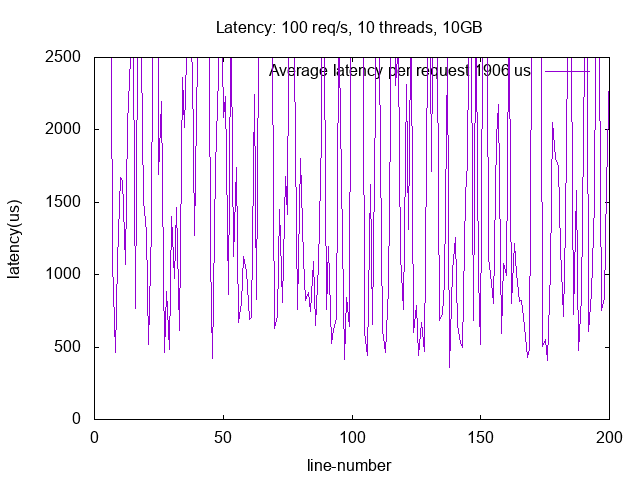 Latency: 100 req/s, 10 threads, 10GB
2500
Average latency per request 1906 us
2000
1500
latency(us)
1000
500
0
0 50 100 150 200
line-number